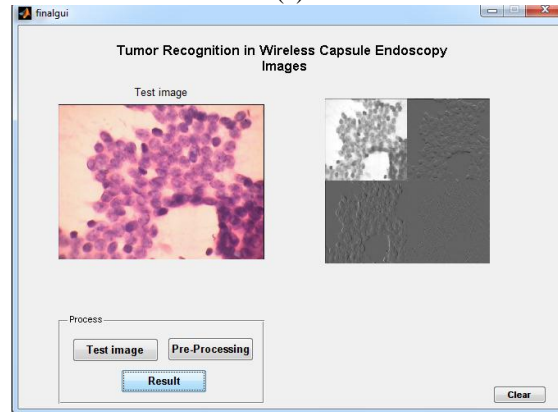 finalgui
Tumor Recognition in Wireless Capsule Endoscopy
Images
Test image
Process
Test image
Pre-Processing
Result
Clear